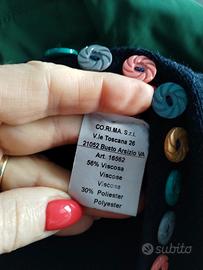 CO.RI.MA. S.r.l.
V.le Toscana 26
21052 Busto Arsizio VA
Art. 16562
56% Viscosa
Viscose
Viscosa
30% Poliester
Polyester
subito